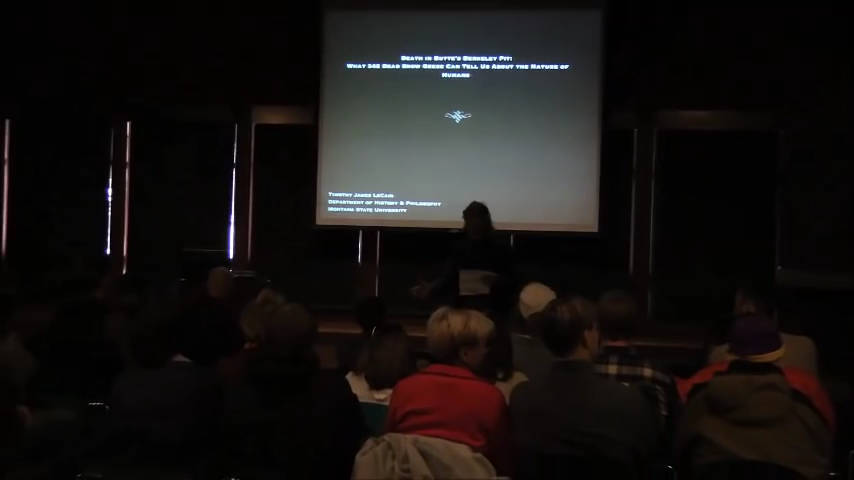 Death in Butte's Berkeley Pit:
What 342 Dead Snow Geese Can Tell Us About the Nature of
Humans
Timothy James LeCain
Department of History & Philosophy
Montana State University